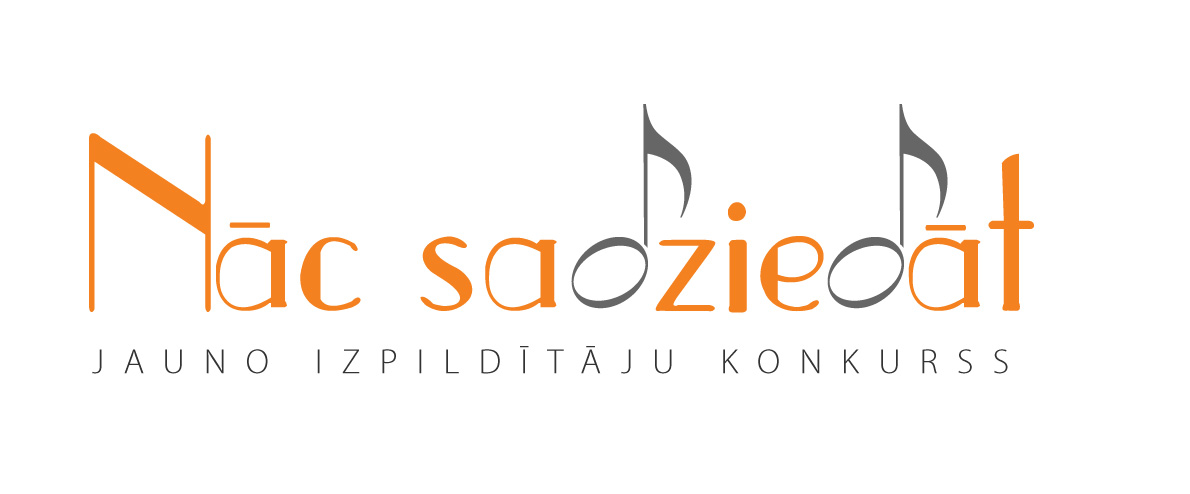 Nāc sadziedāt
JAUNO IZPILDĪTĀJU KONKURSS